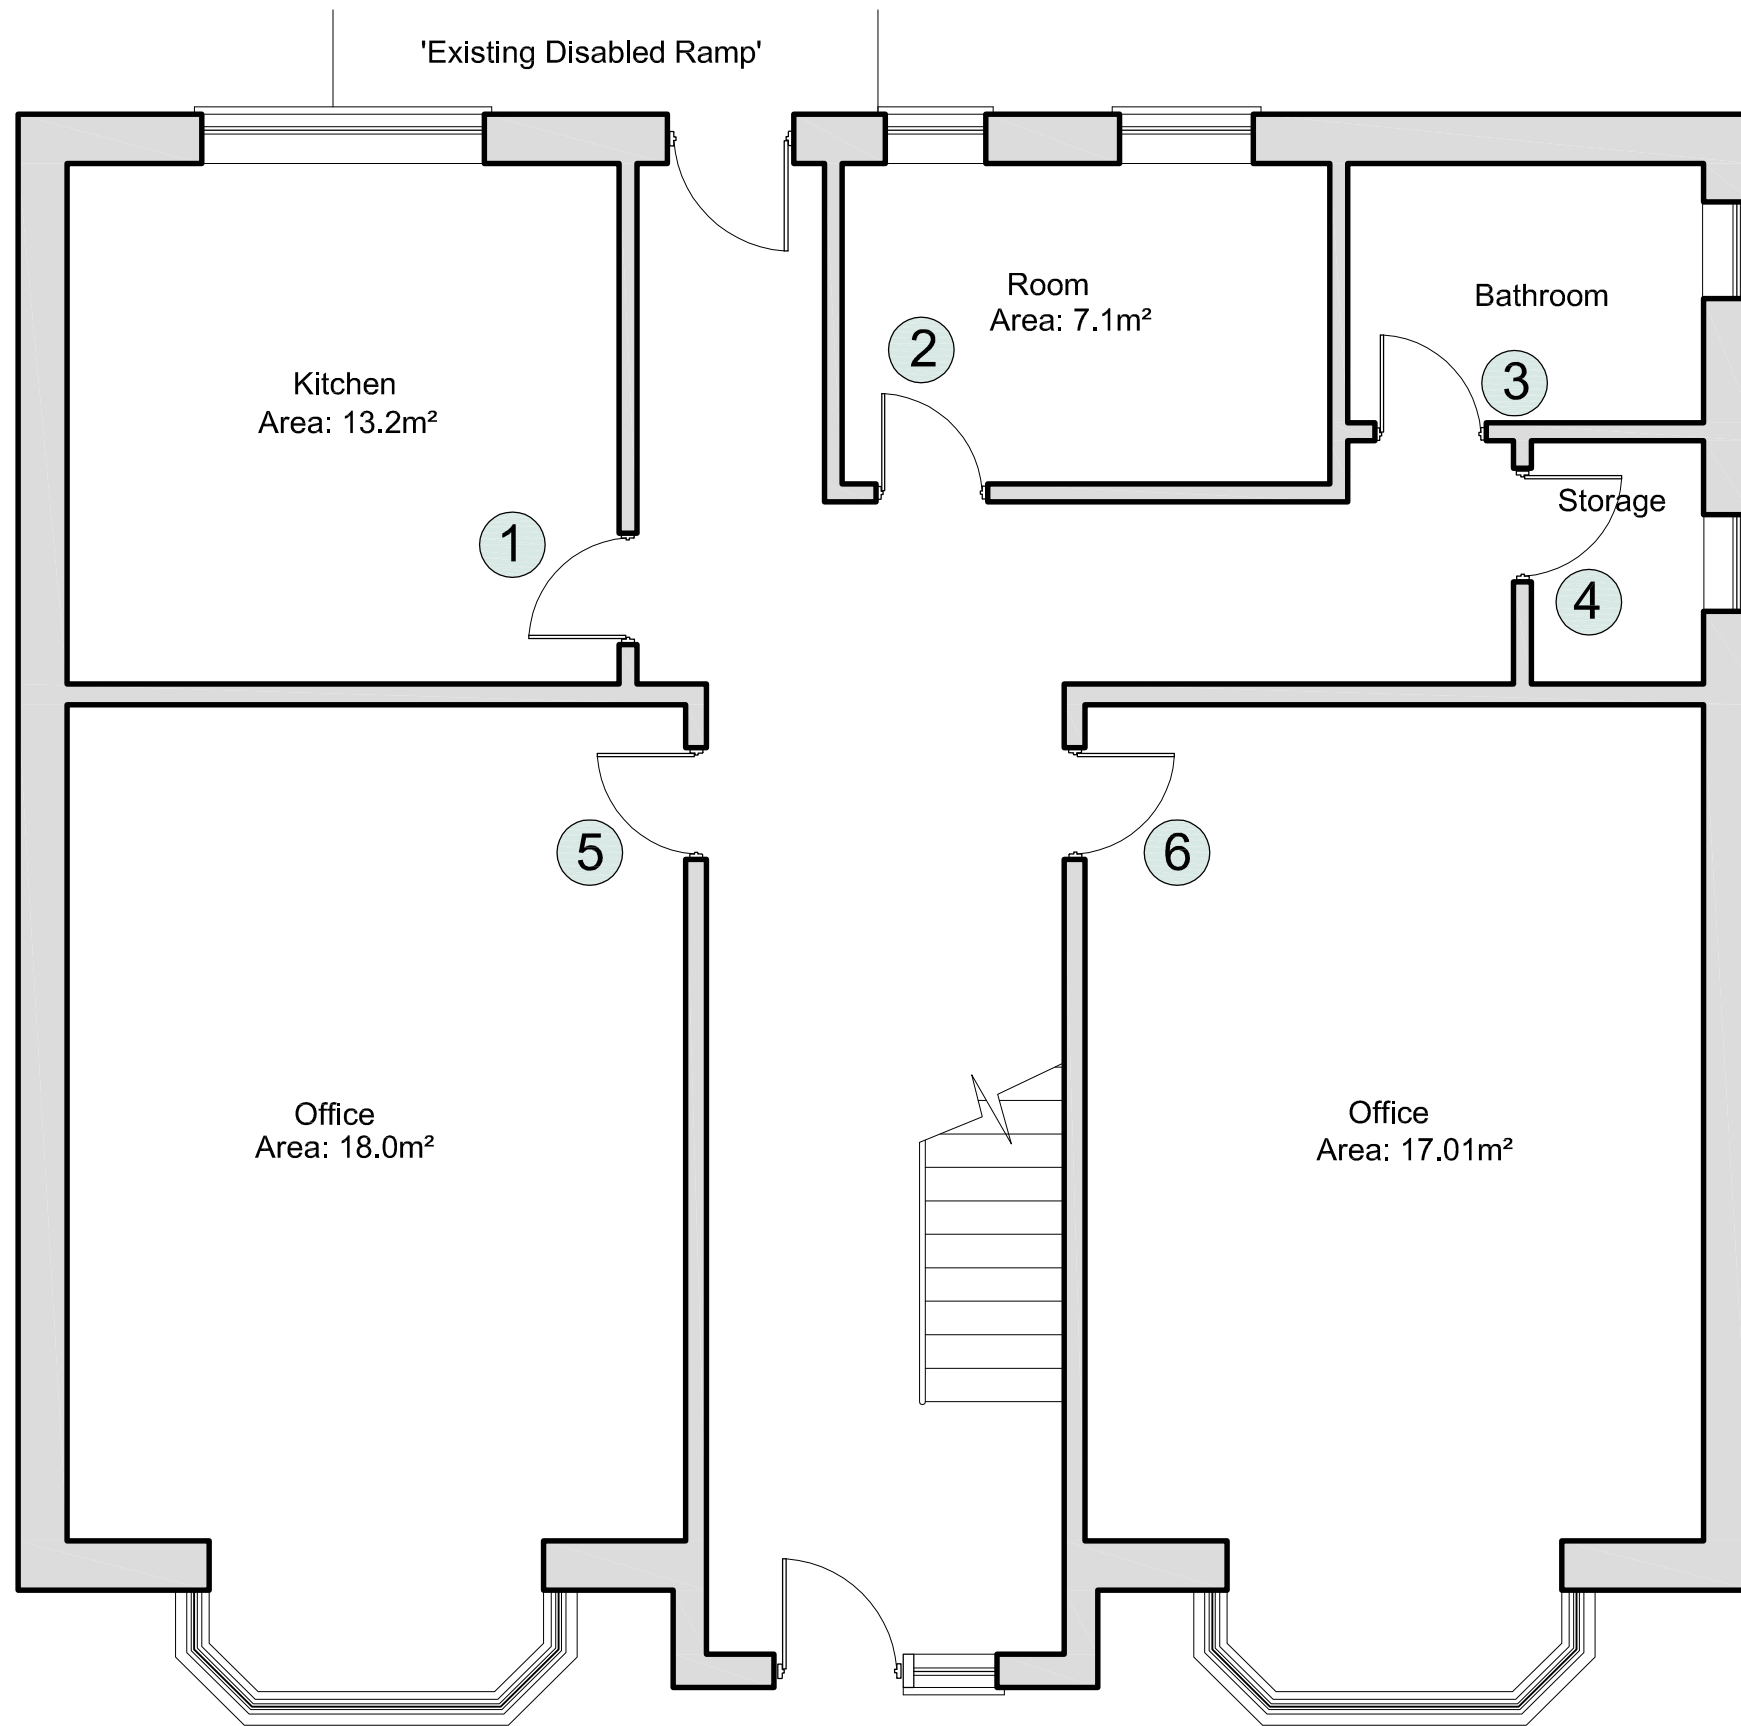 'Existing Disabled Ramp'
Room
Area: 7.1m²
Bathroom
2
3
Kitchen
Area: 13.2m²
Storage
1
4
5
6
Office
Area: 18.0m²
Office
Area: 17.01m²